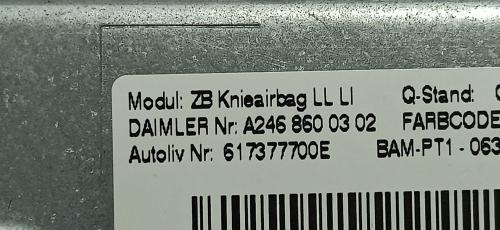 Modul: ZB Knieairbag LL LI Q-Stand:
DAIMLER Nr: A246 860 03 02 FARBCODE
Autoliv Nr: 617377700E BAM-PT1 - 063